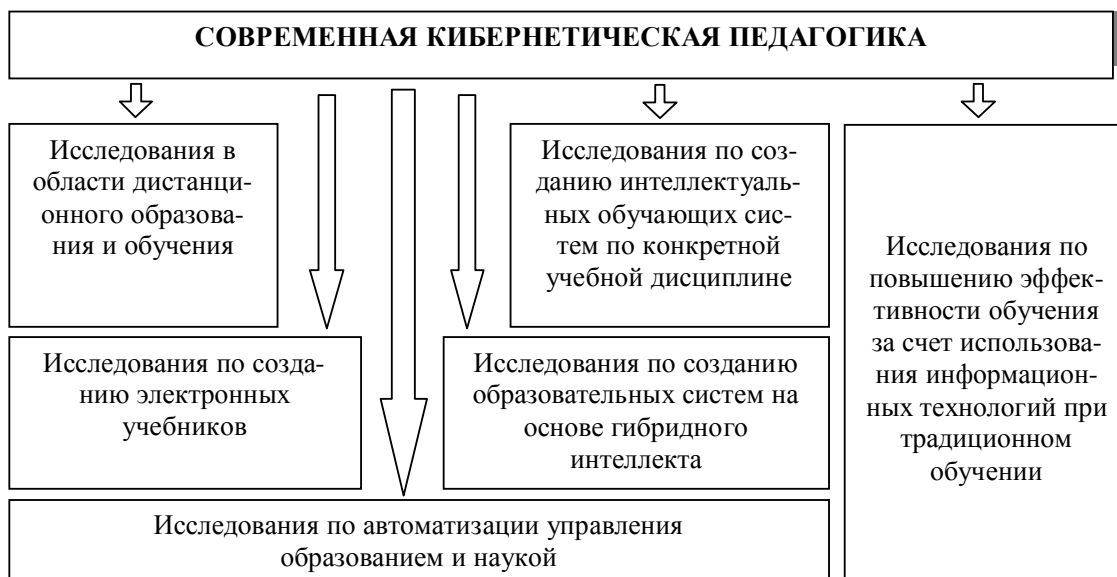 СОВРЕМЕННАЯ КИБЕРНЕТИЧЕСКАЯ ПЕДАГОГИКА
Исследования в
области дистанци-
онного образова-
ния и обучения
Исследования по соз-
данию интеллектуаль-
ных обучающих сис-
тем по конкретной
учебной дисциплине
Исследования по
повышению эффек-
тивности обучения
за счет использова-
ния информацион-
ных технологий при
традиционном
обучении
Исследования по созда-
нию электронных
учебников
Исследования по созданию
образовательных систем на
основе гибридного
интеллекта
Исследования по автоматизации управления
образованием и наукой